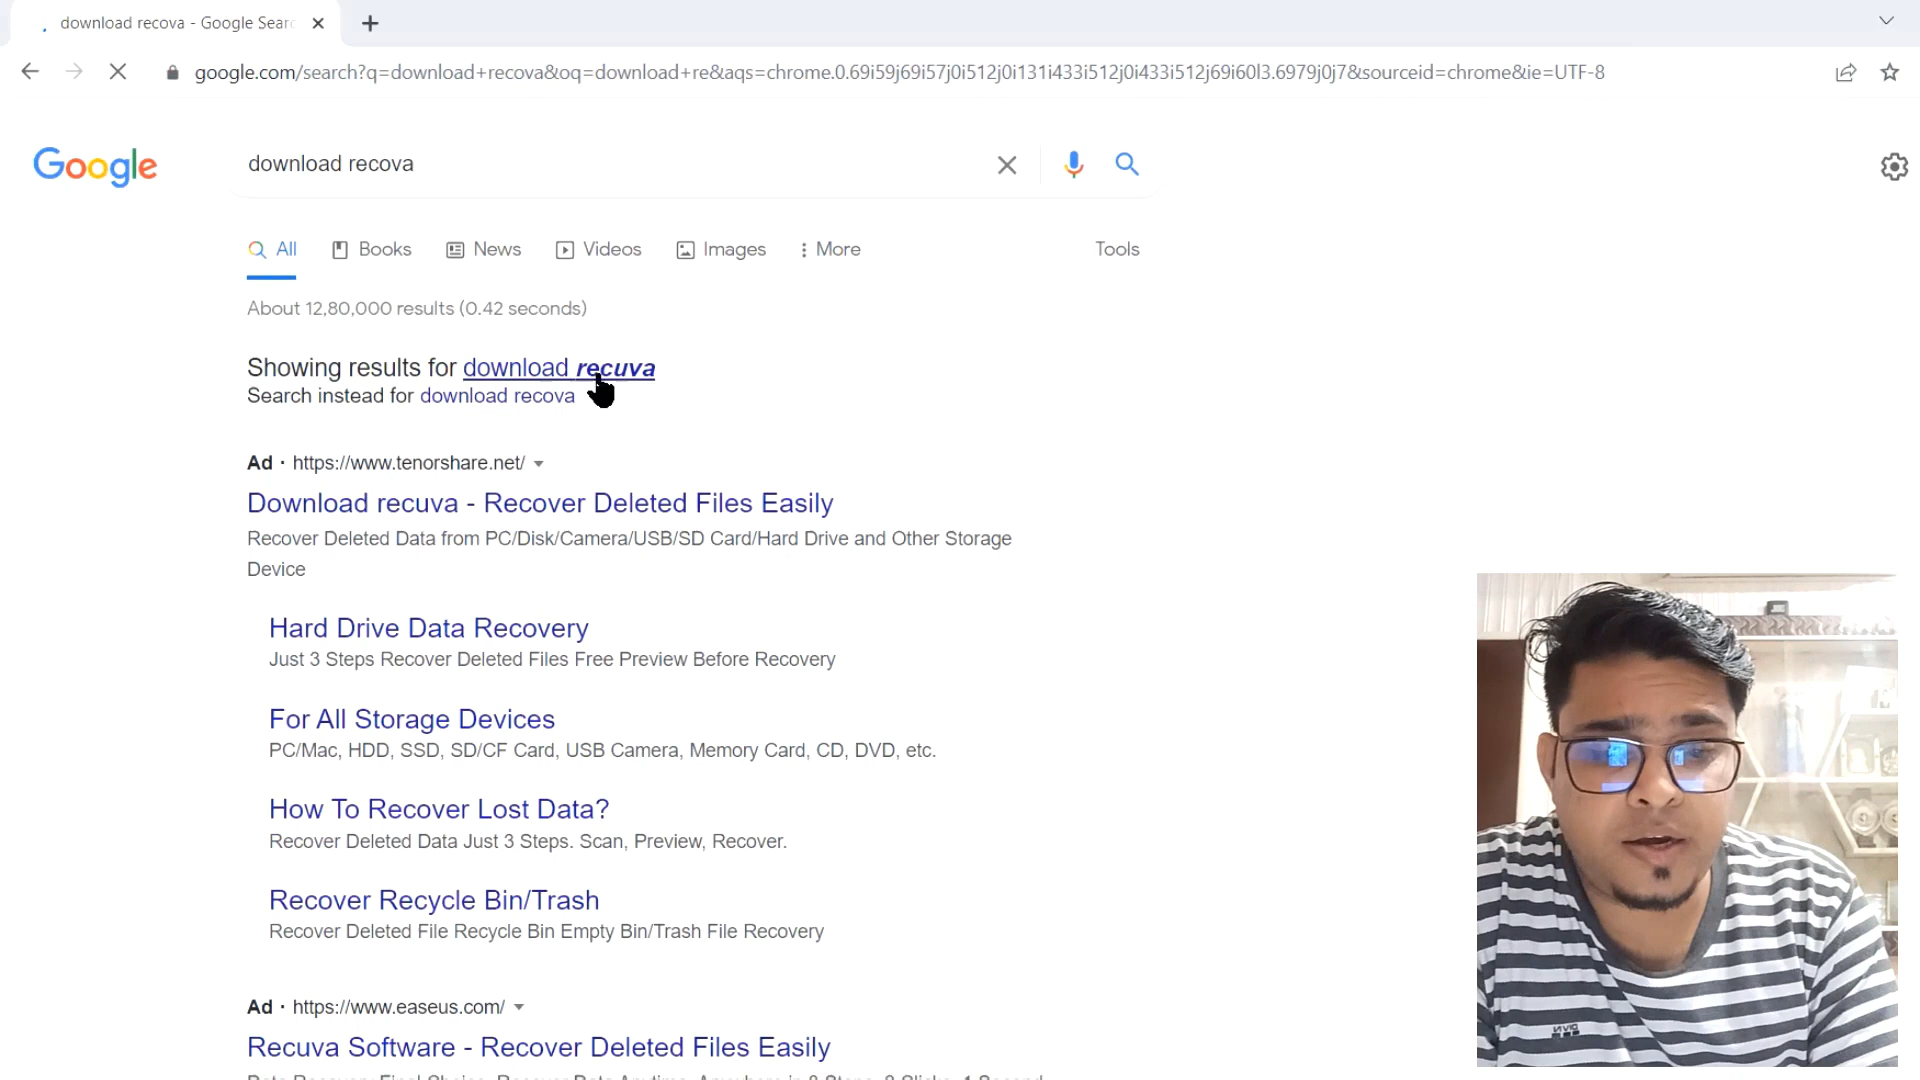 download recova - Google Sear
google.com/search?q=download+recova&oq=download+re&aqs=chrome.0.69i59j69i57j0i512j0i131i433i512j0i433i512j69i60l3.6979j0j7&sourceid=chrome&ie=UTF-8
Google
download recova
All Books News Videos Images More Tools
About 12,80,000 results (0.42 seconds)
Showing results for download recuva
Search instead for download recova
Ad · https://www.tenorshare.net/
Download recuva - Recover Deleted Files Easily
Recover Deleted Data from PC/Disk/Camera/USB/SD Card/Hard Drive and Other Storage
Device
Hard Drive Data Recovery
Just 3 Steps Recover Deleted Files Free Preview Before Recovery
For All Storage Devices
PC/Mac, HDD, SSD, SD/CF Card, USB Camera, Memory Card, CD, DVD, etc.
How To Recover Lost Data?
Recover Deleted Data Just 3 Steps. Scan, Preview, Recover.
Recover Recycle Bin/Trash
Recover Deleted File Recycle Bin Empty Bin/Trash File Recovery
Ad · https://www.easeus.com/
Recuva Software - Recover Deleted Files Easily